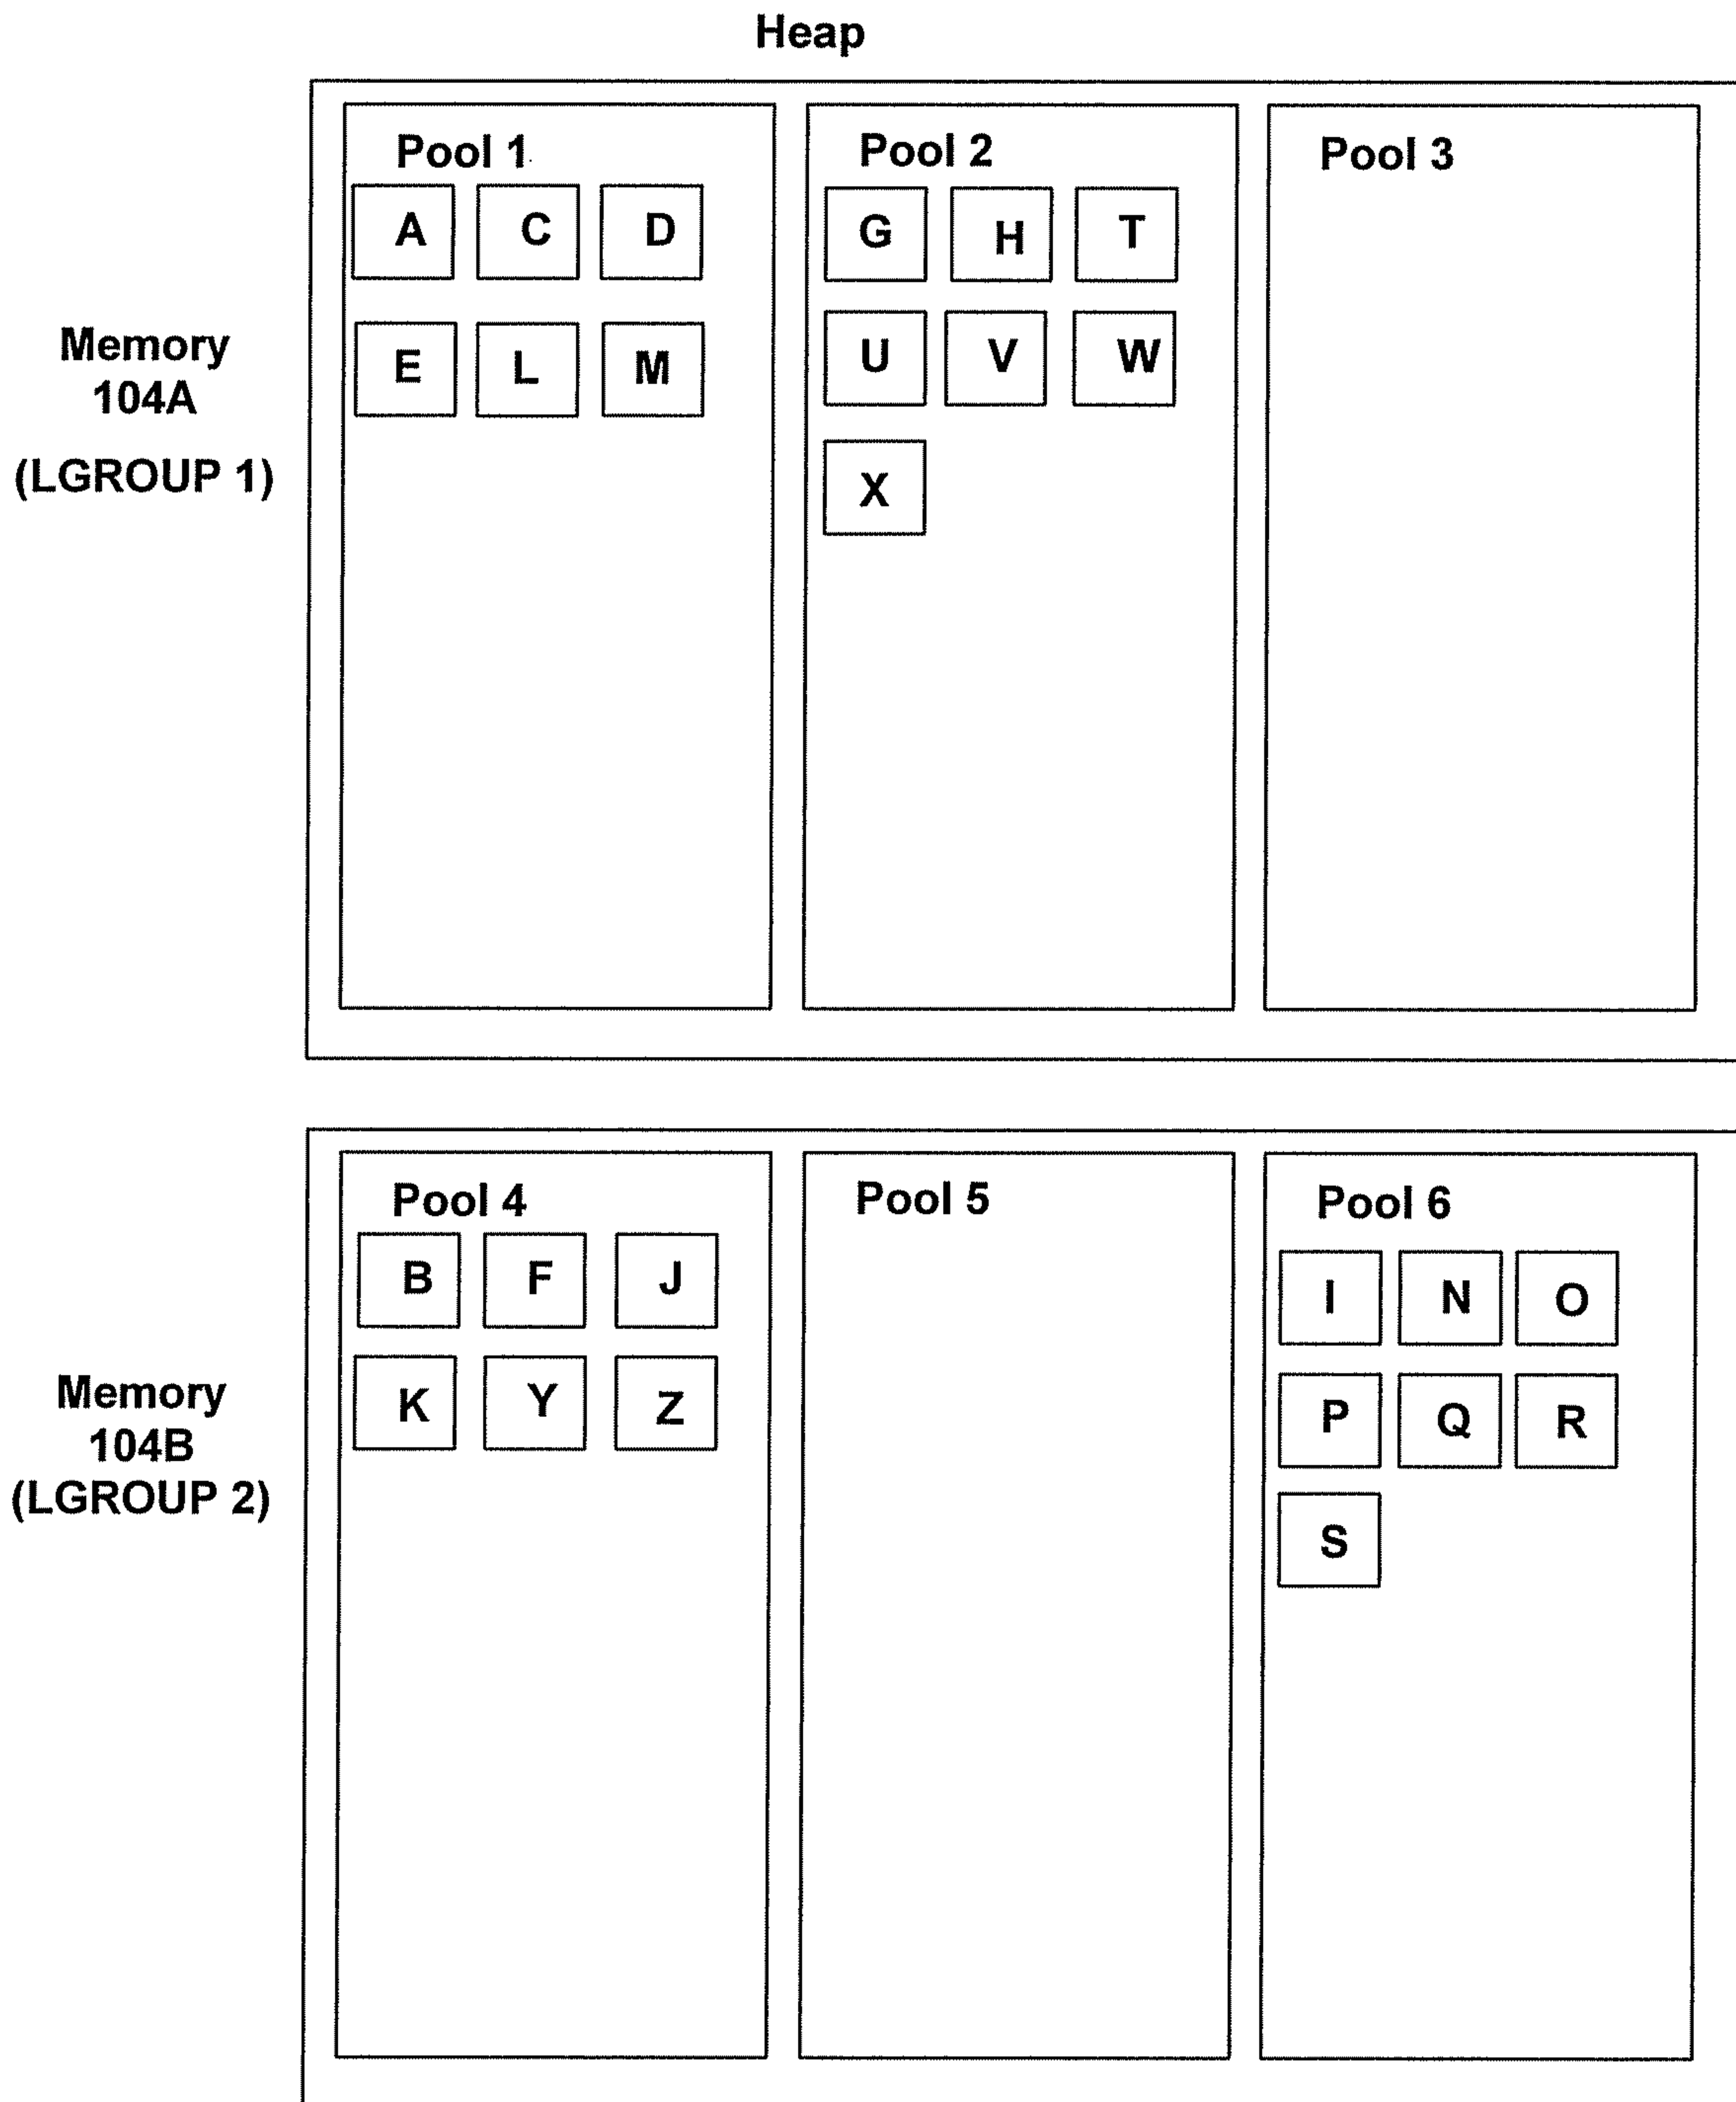 Heap
Memory
104A
(LGROUP 1)
Pool 1
A C D
E L M
Pool 2
G H T
U V W
X
Pool 3
Memory
104B
(LGROUP 2)
Pool 4
B F J
K Y Z
Pool 5
Pool 6
I N O
P Q R
S